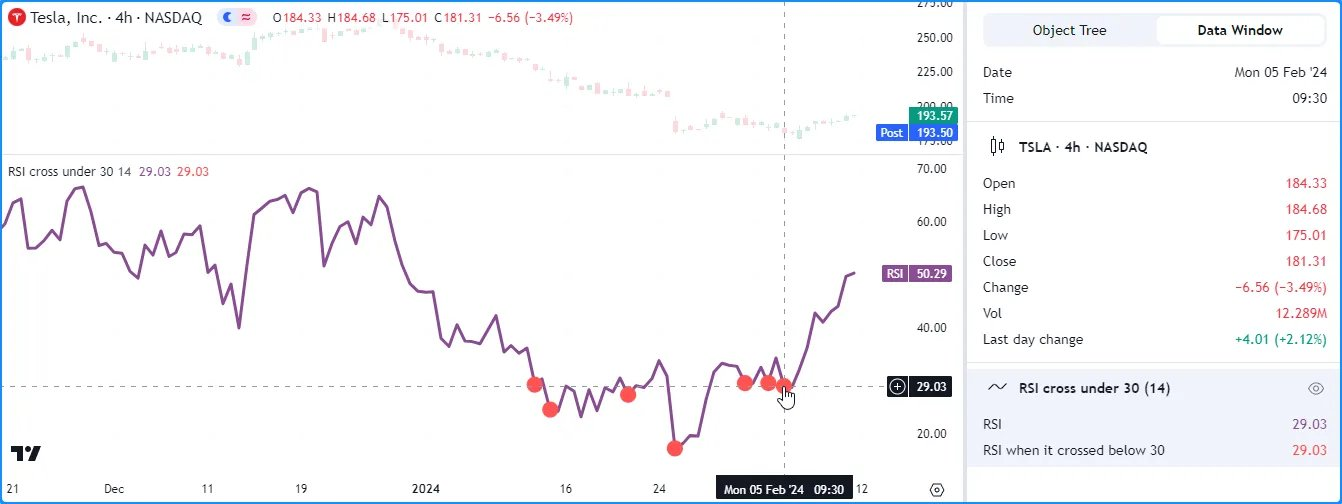 Tesla, Inc. · 4h · NASDAQ O184.33 H184.68 L175.01 C181.31 −6.56 (−3.49%)
275.00
250.00
225.00
200.00
193.57
Post 193.50
175.00
RSI cross under 30 14 29.03 29.03
70.00
60.00
RSI 50.29
40.00
29.03
20.00
21 Dec 11 19 2024 16 24 Mon 05 Feb '24 09:30 12
Object Tree Data Window
Date Mon 05 Feb '24
Time 09:30
TSLA · 4h · NASDAQ
Open 184.33
High 184.68
Low 175.01
Close 181.31
Change −6.56 (−3.49%)
Vol 12.289M
Last day change +4.01 (+2.12%)
RSI cross under 30 (14)
RSI 29.03
RSI when it crossed below 30 29.03